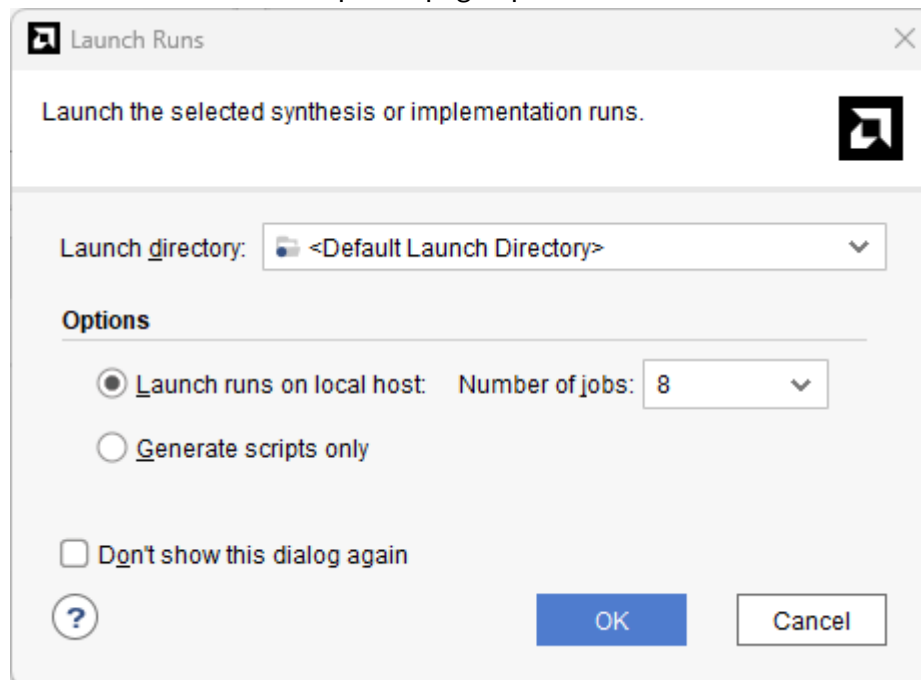 Launch Runs
Launch the selected synthesis or implementation runs.
Launch directory: <Default Launch Directory>
Options
Launch runs on local host: Number of jobs: 8
Generate scripts only
Don't show this dialog again
? OK Cancel